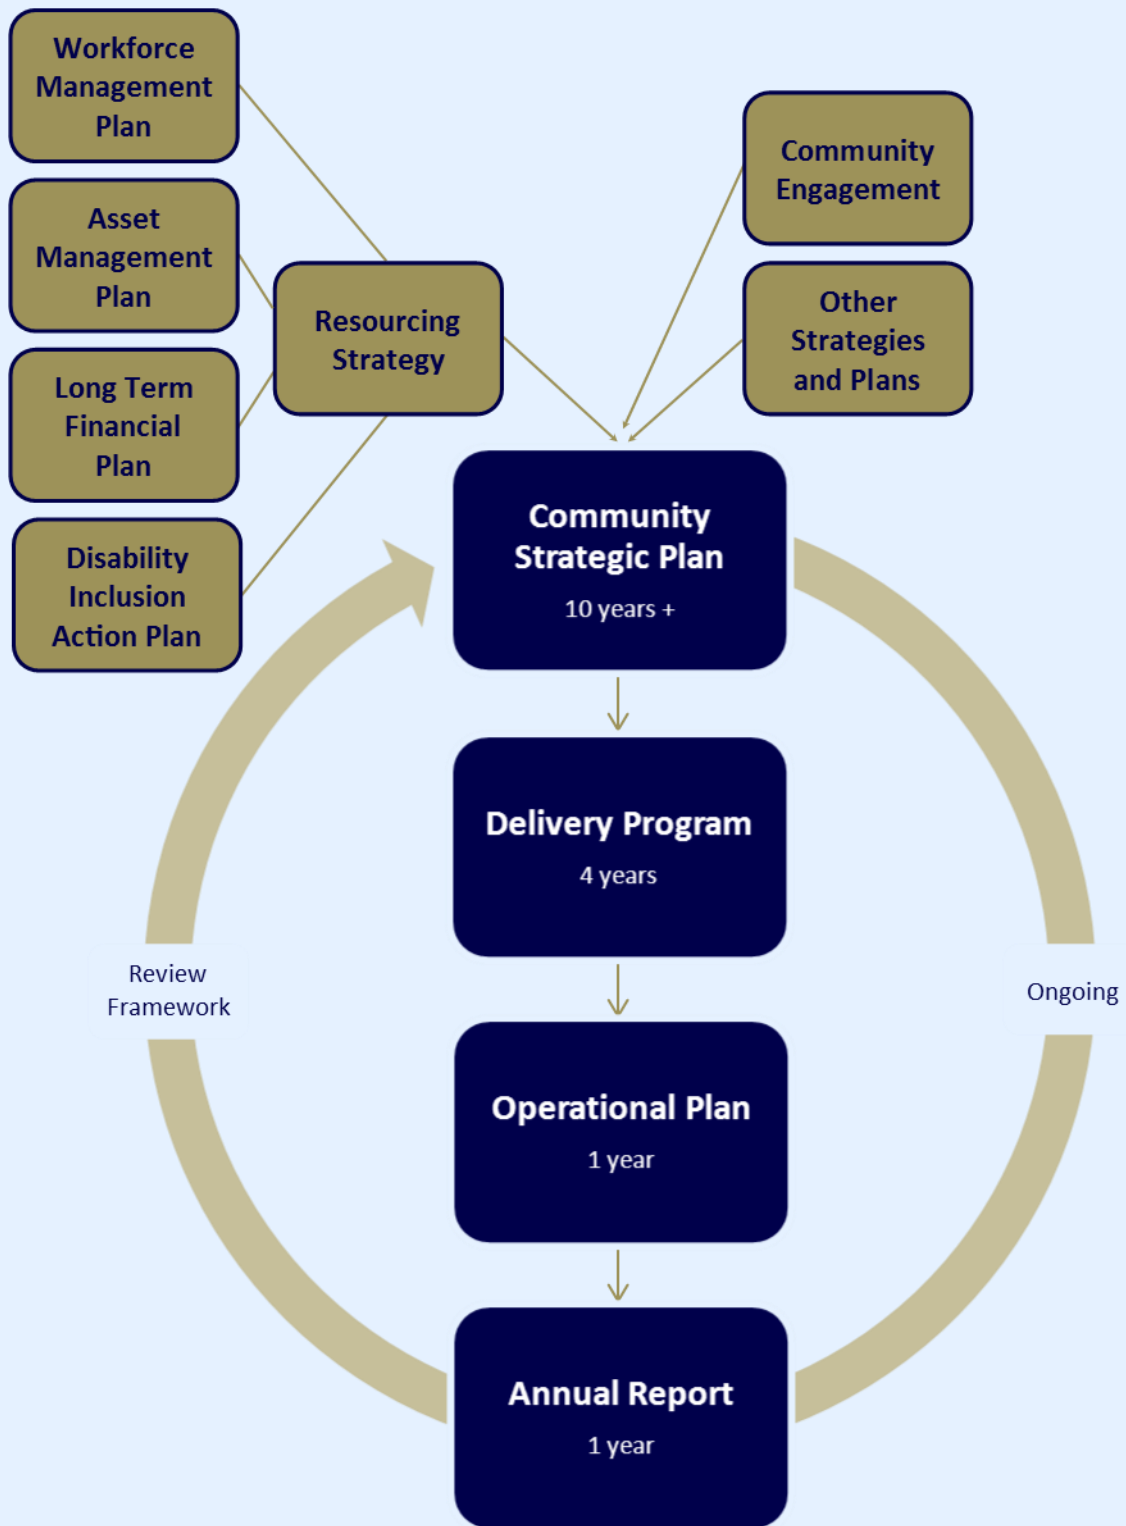 Workforce
Management
Plan
Asset
Management
Plan
Long Term
Financial
Plan
Disability
Inclusion
Action Plan
Resourcing
Strategy
Community
Engagement
Other
Strategies
and Plans
Community
Strategic Plan
10 years +
Delivery Program
4 years
Review
Framework
Ongoing
Operational Plan
1 year
Annual Report
1 year